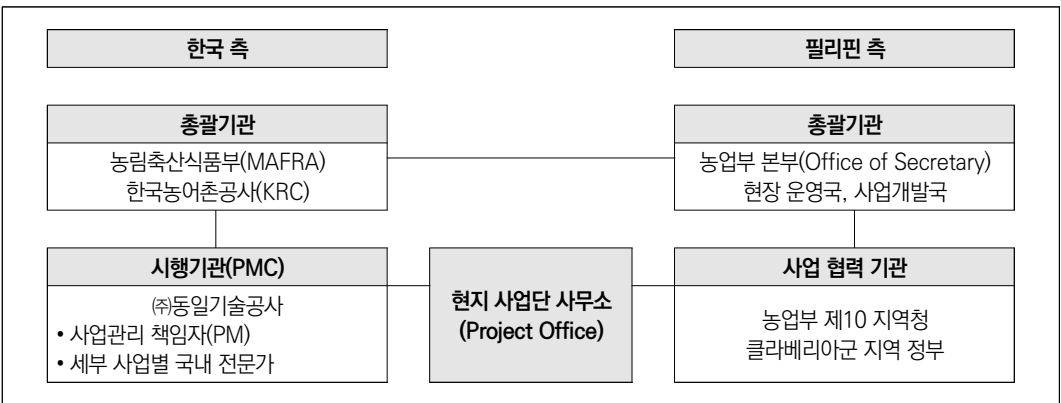 한국 측
필리핀 측
총괄기관
농림축산식품부(MAFRA)
한국농어촌공사(KRC)
총괄기관
농업부 본부(Office of Secretary)
현장 운영국, 사업개발국
시행기관(PMC)
㈜동일기술공사
• 사업관리 책임자(PM)
• 세부 사업별 국내 전문가
현지 사업단 사무소
(Project Office)
사업 협력 기관
농업부 제10 지역청
클라베리아군 지역 정부